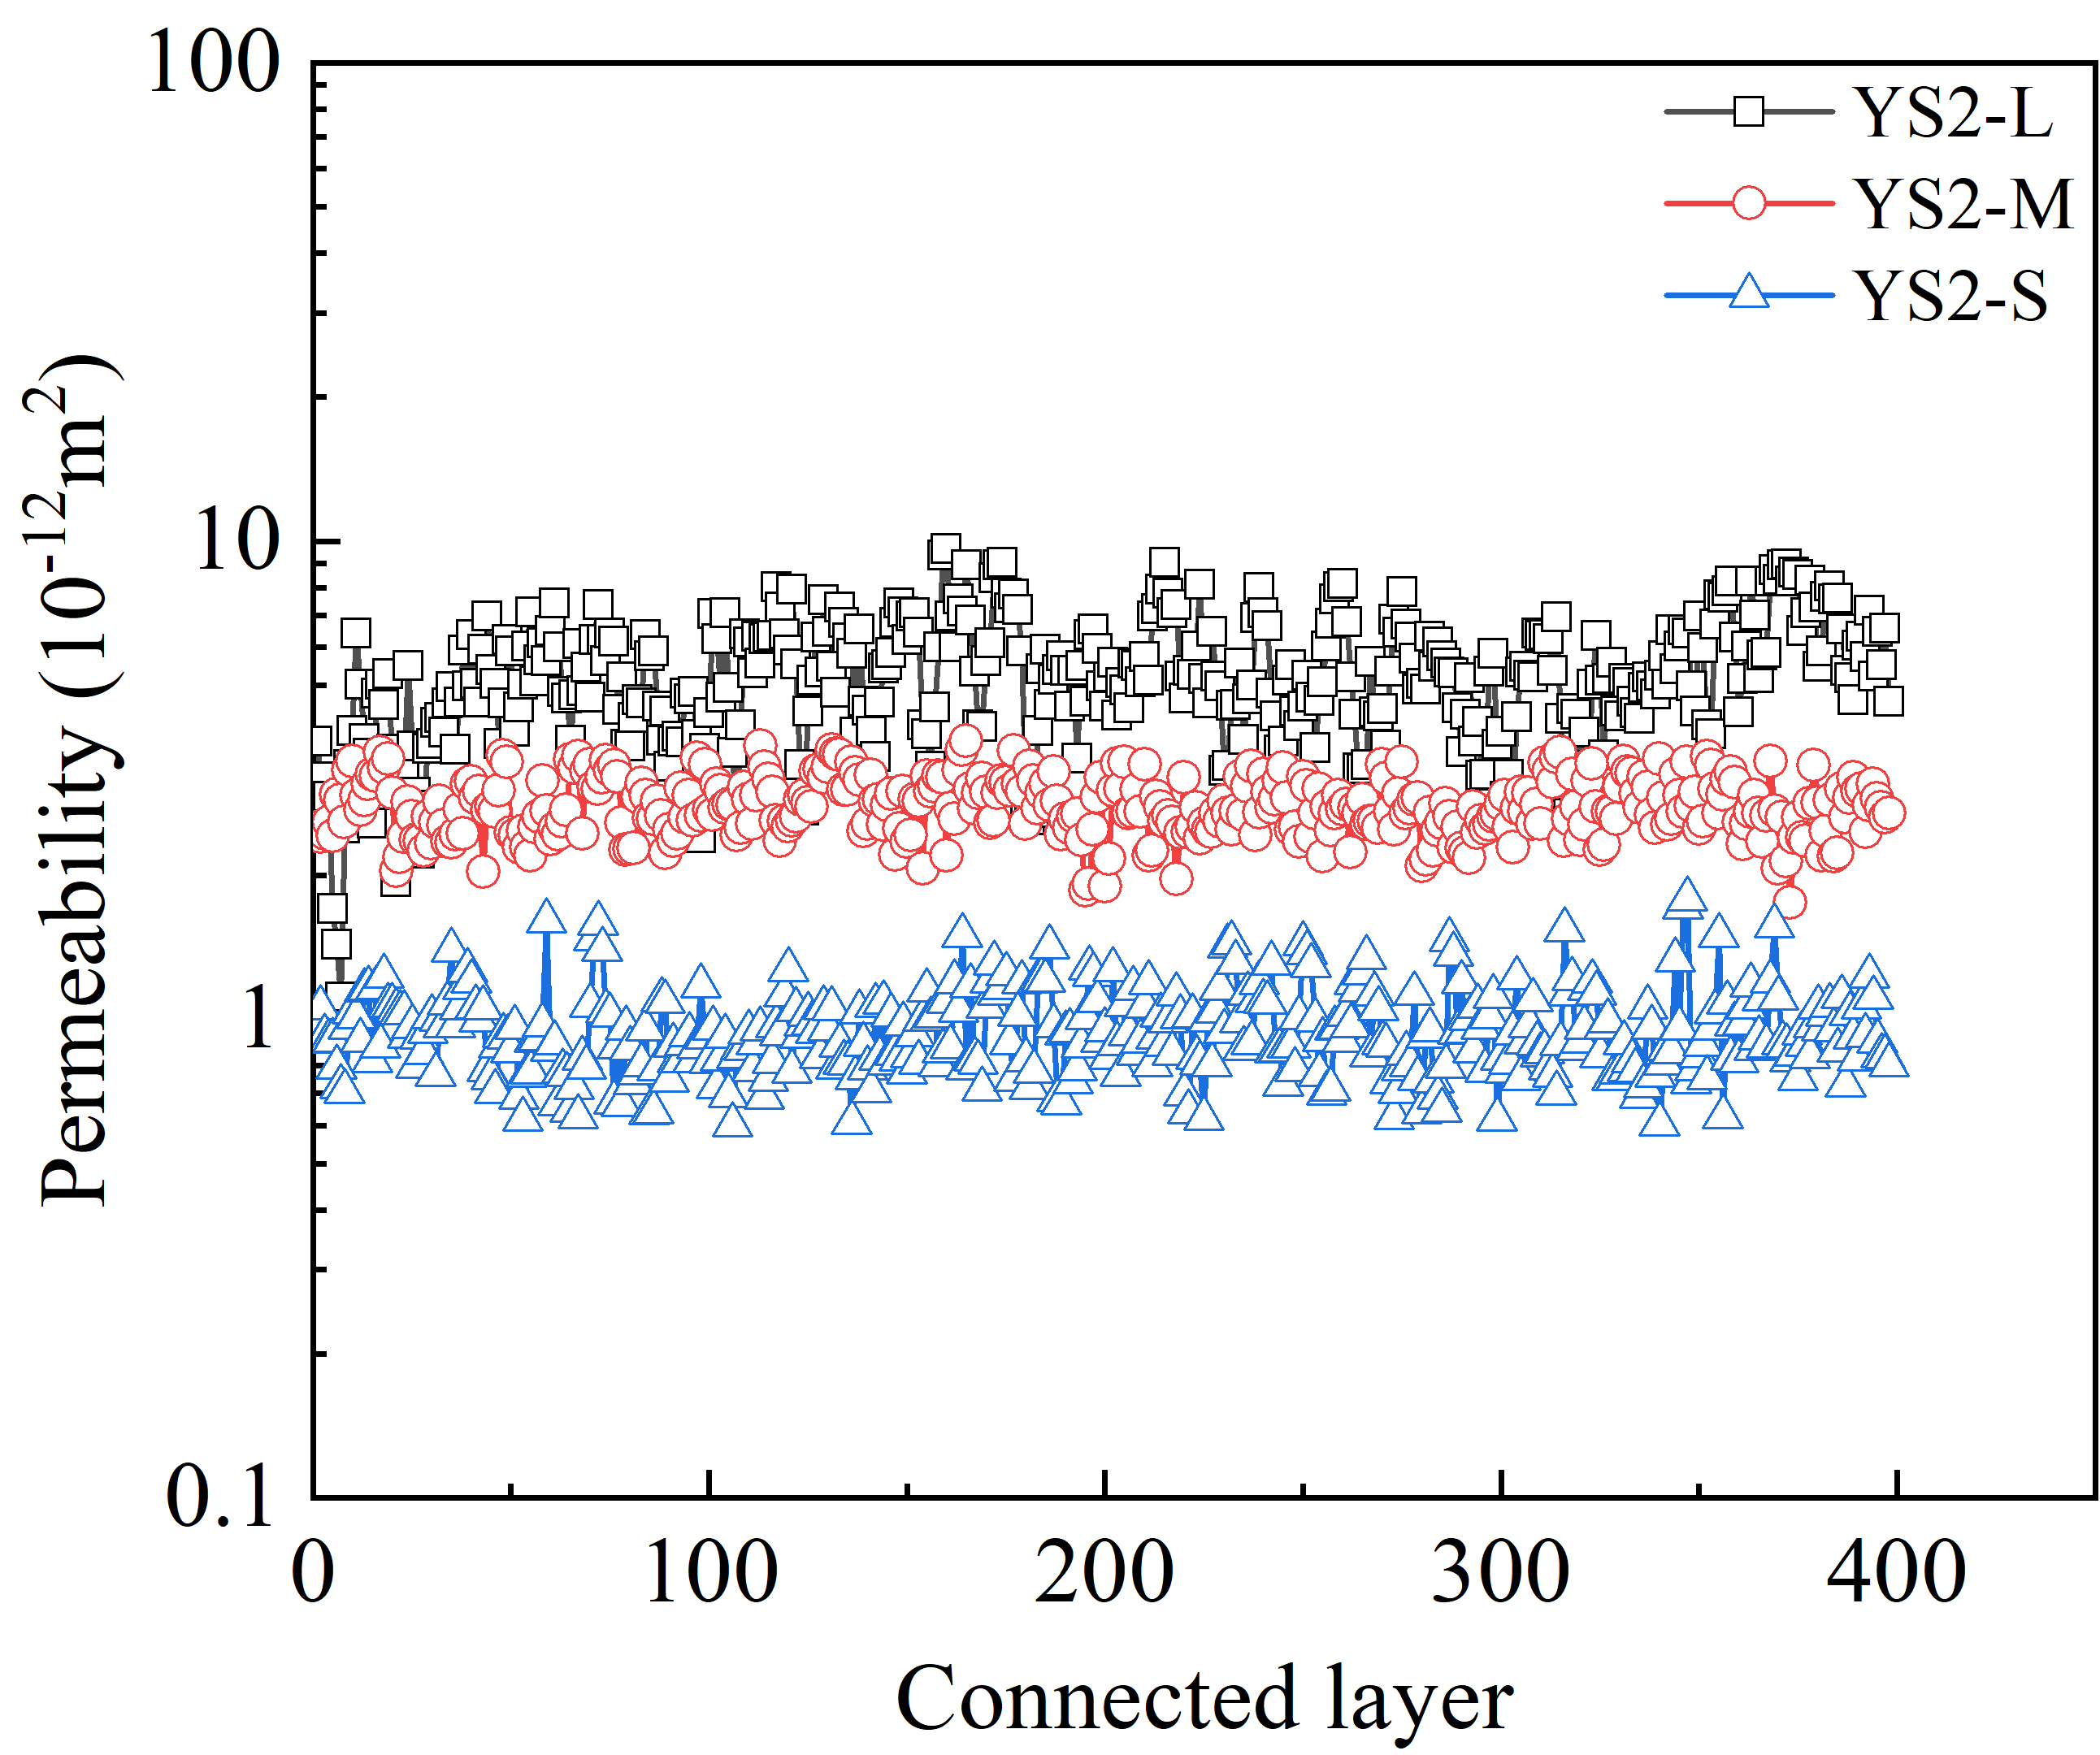 100
10
1
0.1
Permeability (10⁻¹²m²)
YS2-L
YS2-M
YS2-S
0 100 200 300 400
Connected layer